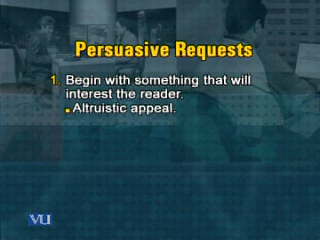 Persuasive Requests
1. Begin with something that will
interest the reader.
Altruistic appeal.
VU